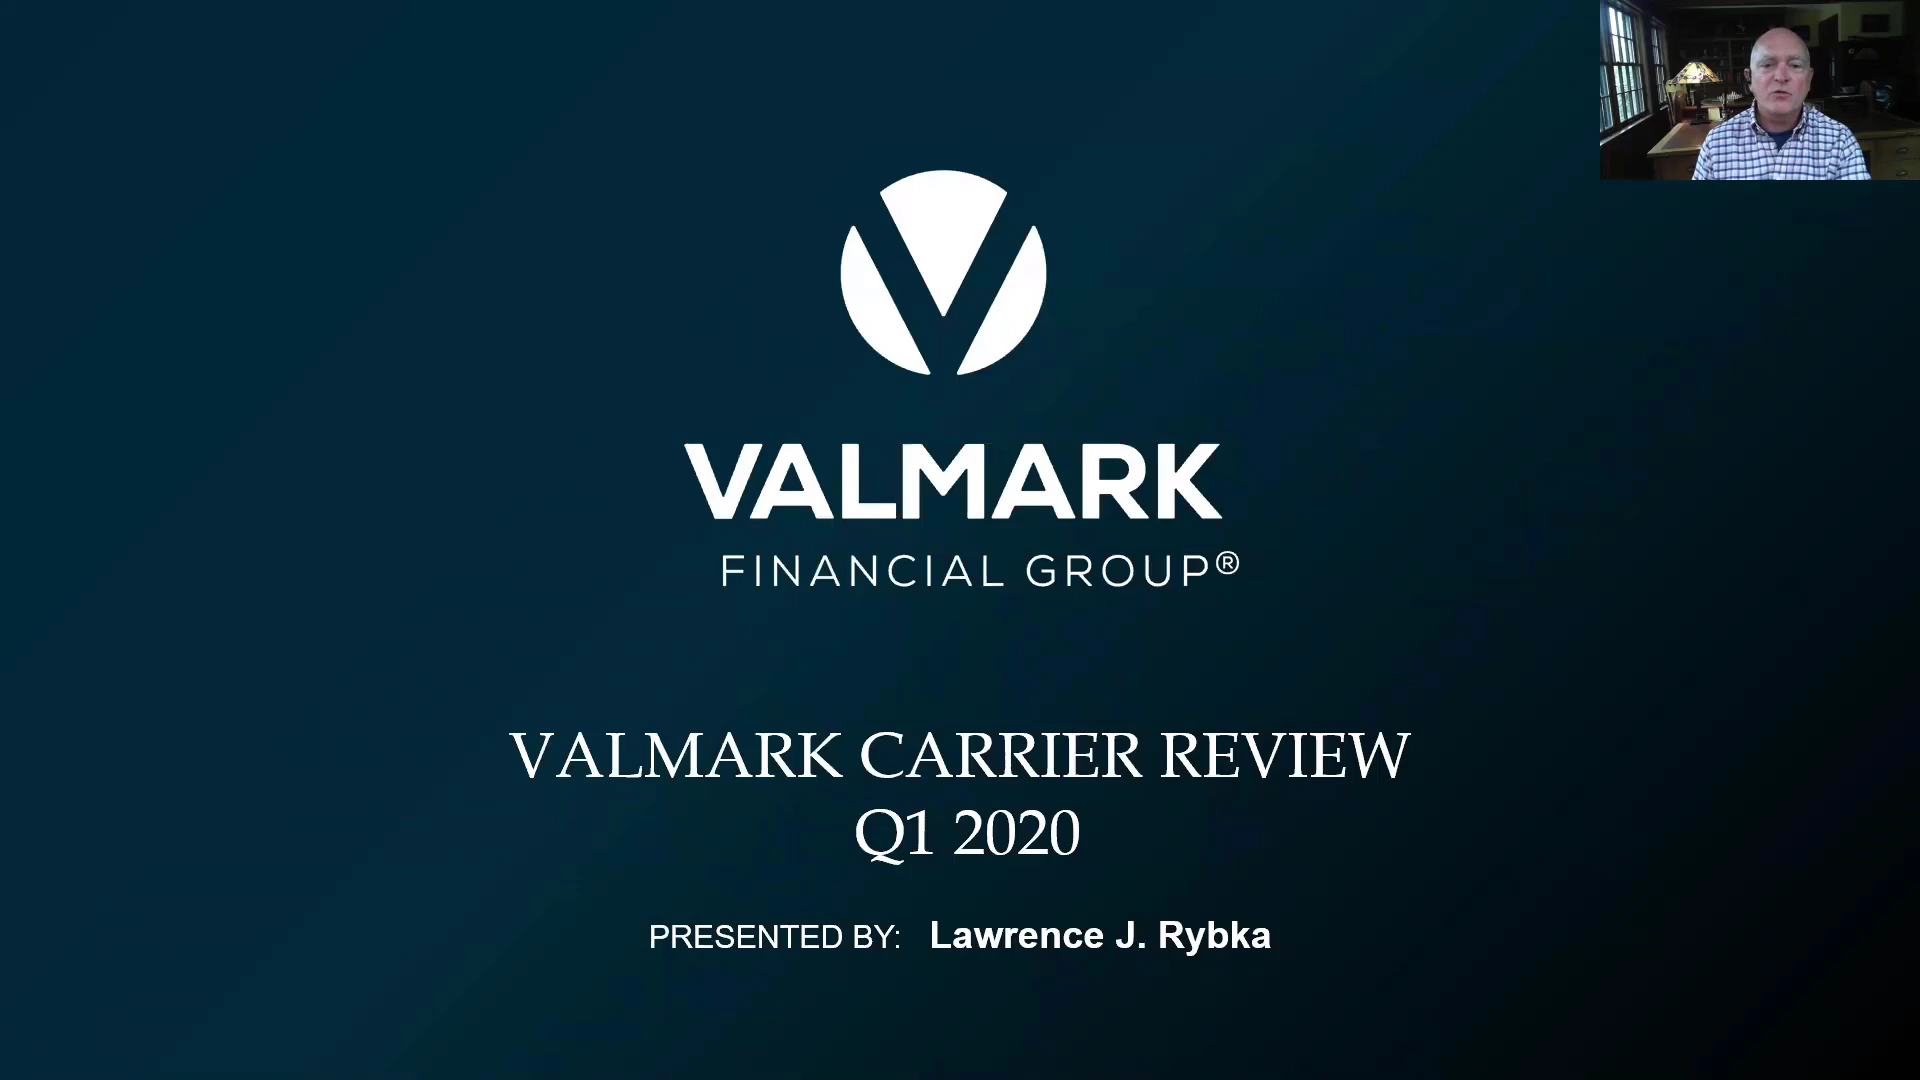 VALMARK
FINANCIAL GROUP®
VALMARK CARRIER REVIEW
Q1 2020
PRESENTED BY: Lawrence J. Rybka